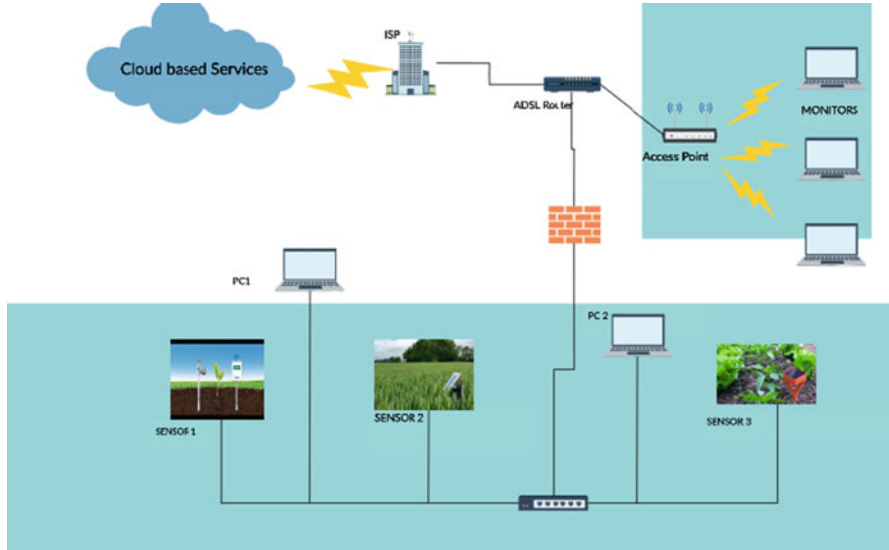 ISP
Cloud based Services
ADSL Router
MONITORS
Access Point
PC1
PC 2
SENSOR 1
SENSOR 2
SENSOR 3